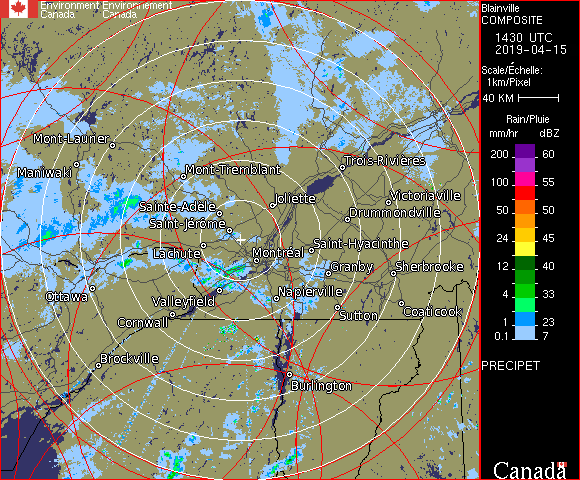 Environment Environnement
Canada Canada
Blainville
COMPOSITE
1430 UTC
2019-04-15
Scale/Échelle:
1km/Pixel
40 KM
Rain/Pluie
mm/hr dBZ
200 60
150 57
100 55
50 50
24 45
12 40
4 33
1 23
0.1 7
PRECIPET
Canada
Mont-Laurier
Maniwaki
Mont-Tremblant
Trois-Rivières
Joliette
Victoriaville
Sainte-Adèle
Drummondville
Saint-Jérôme
Saint-Hyacinthe
Lachute
Montréal
Granby
Sherbrooke
Ottawa
Valleyfield
Napierville
Sutton
Coaticook
Cornwall
Brockville
Burlington